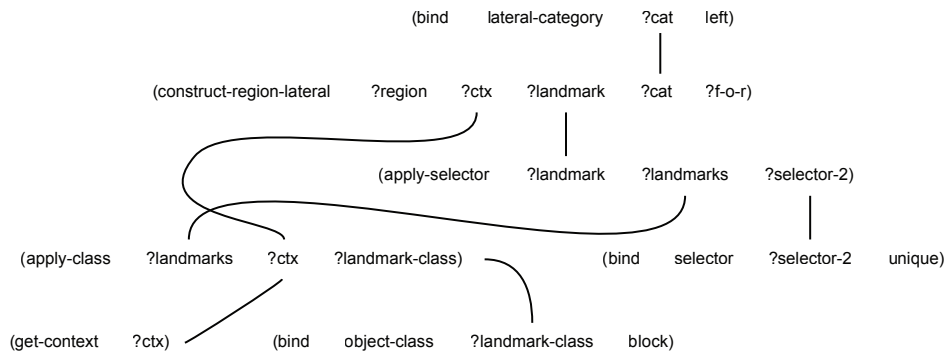 (bind lateral-category ?cat left)
(construct-region-lateral ?region ?ctx ?landmark ?cat ?f-o-r)
(apply-selector ?landmark ?landmarks ?selector-2)
(apply-class ?landmarks ?ctx ?landmark-class) (bind selector ?selector-2 unique)
(get-context ?ctx) (bind object-class ?landmark-class block)